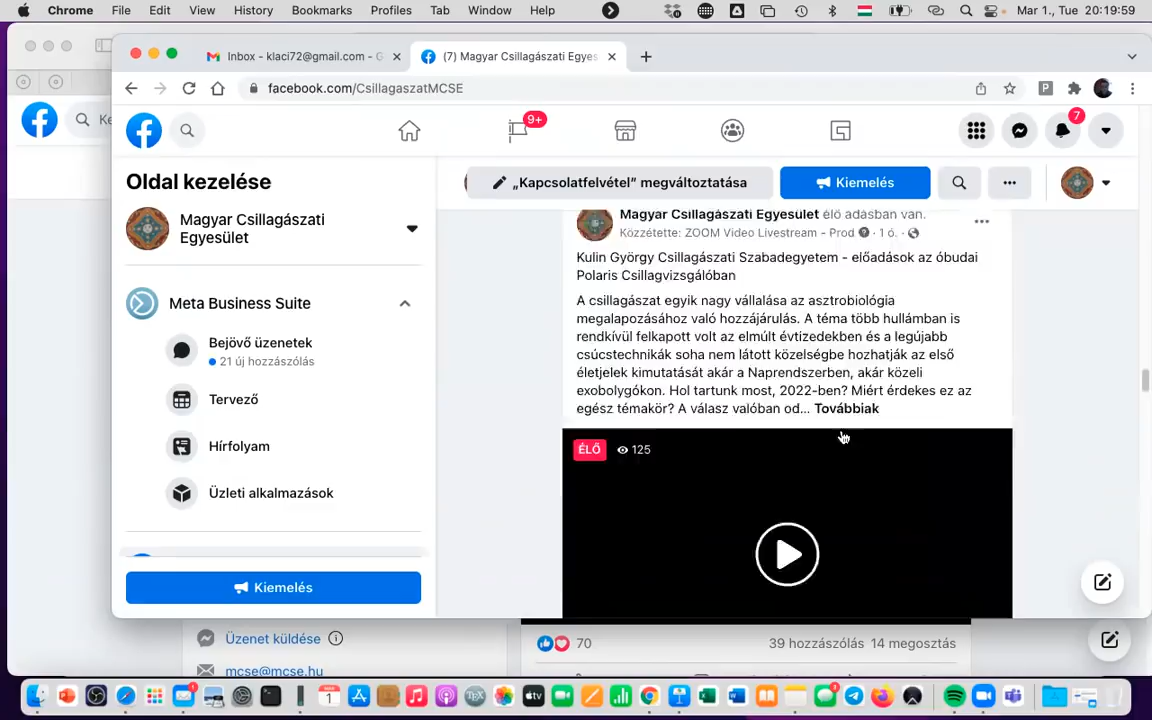 Chrome File Edit View History Bookmarks Profiles Tab Window Help Mar 1., Tue 20:19:59
Inbox - klaci72@gmail.com - G
(7) Magyar Csillagászati Egyes
facebook.com/CsillagaszatMCSE
Ke
9+
7
Oldal kezelése
Magyar Csillagászati
Egyesület
Meta Business Suite
Bejövő üzenetek
21 új hozzászólás
Tervező
Hírfolyam
Üzleti alkalmazások
Kiemelés
„Kapcsolatfelvétel” megváltoztatása
Kiemelés
Magyar Csillagászati Egyesület élő adásban van.
Közzétette: ZOOM Video Livestream - Prod · 1 ó. ·
Kulin György Csillagászati Szabadegyetem - előadások az óbudai
Polaris Csillagvizsgálóban
A csillagászat egyik nagy vállalása az asztrobiológia
megalapozásához való hozzájárulás. A téma több hullámban is
rendkívül felkapott volt az elmúlt évtizedekben és a legújabb
csúcstechnikák soha nem látott közelségbe hozhatják az első
életjelek kimutatását akár a Naprendszerben, akár közeli
exobolygókon. Hol tartunk most, 2022-ben? Miért érdekes ez az
egész témakör? A válasz valóban od... Továbbiak
ÉLŐ 125
Üzenet küldése
mcse@mcse.hu
70 39 hozzászólás 14 megosztás